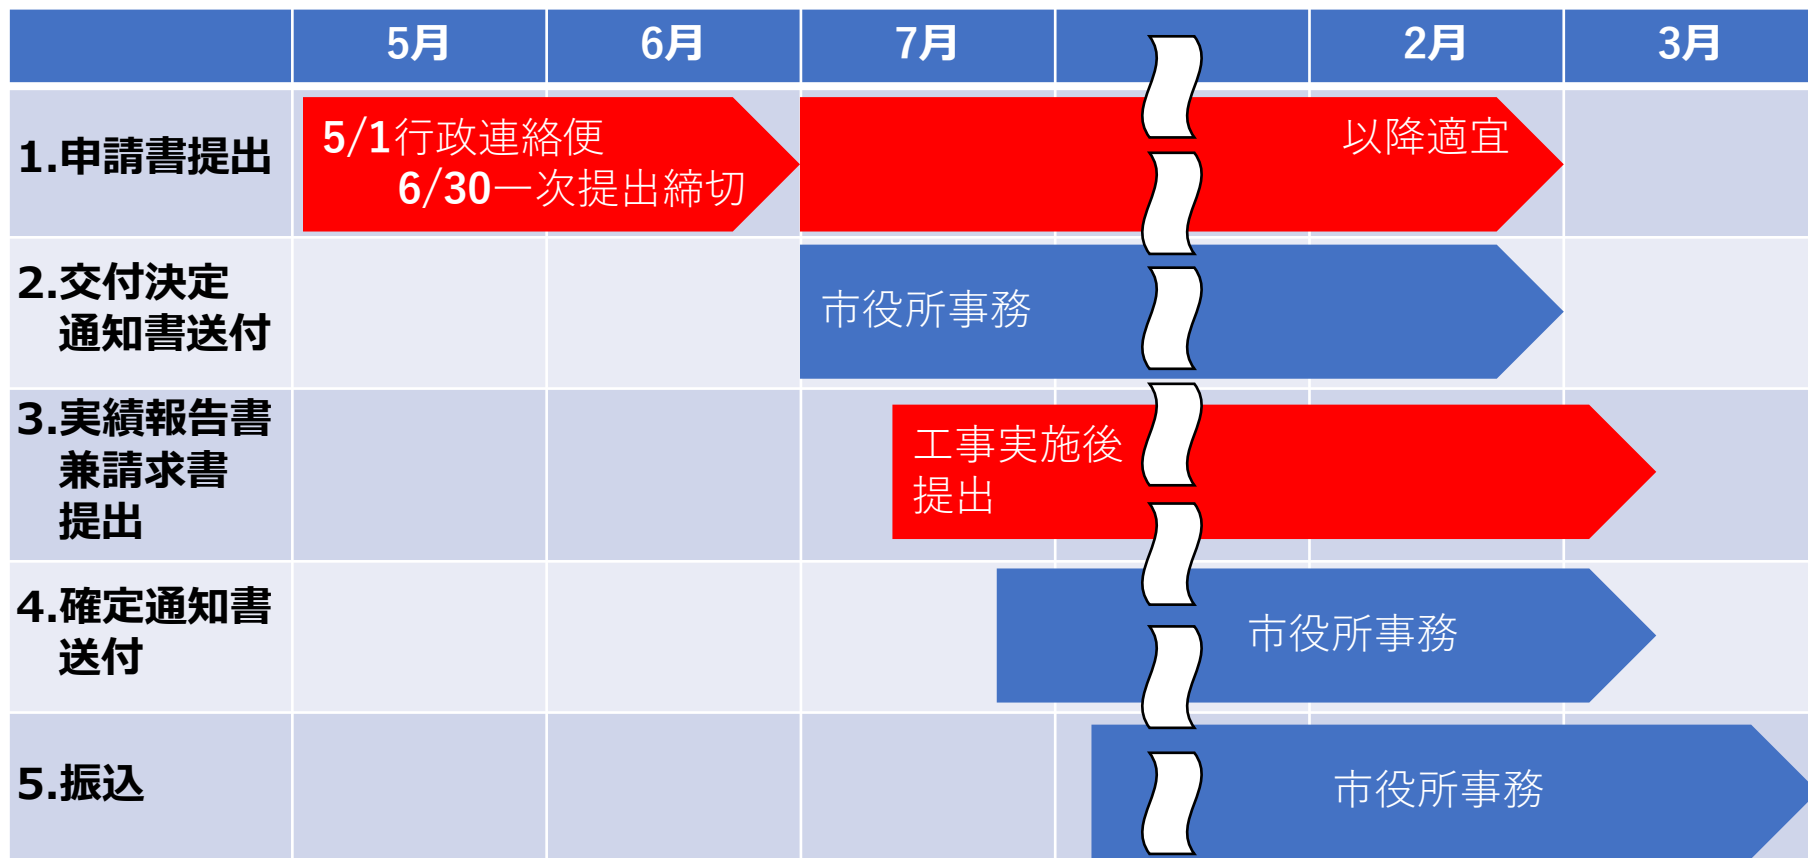 5月 6月 7月 2月 3月
1.申請書提出
5/1行政連絡便
6/30一次提出締切
以降適宜
2.交付決定
通知書送付
市役所事務
3.実績報告書
兼請求書
提出
工事実施後
提出
4.確定通知書
送付
市役所事務
5.振込
市役所事務